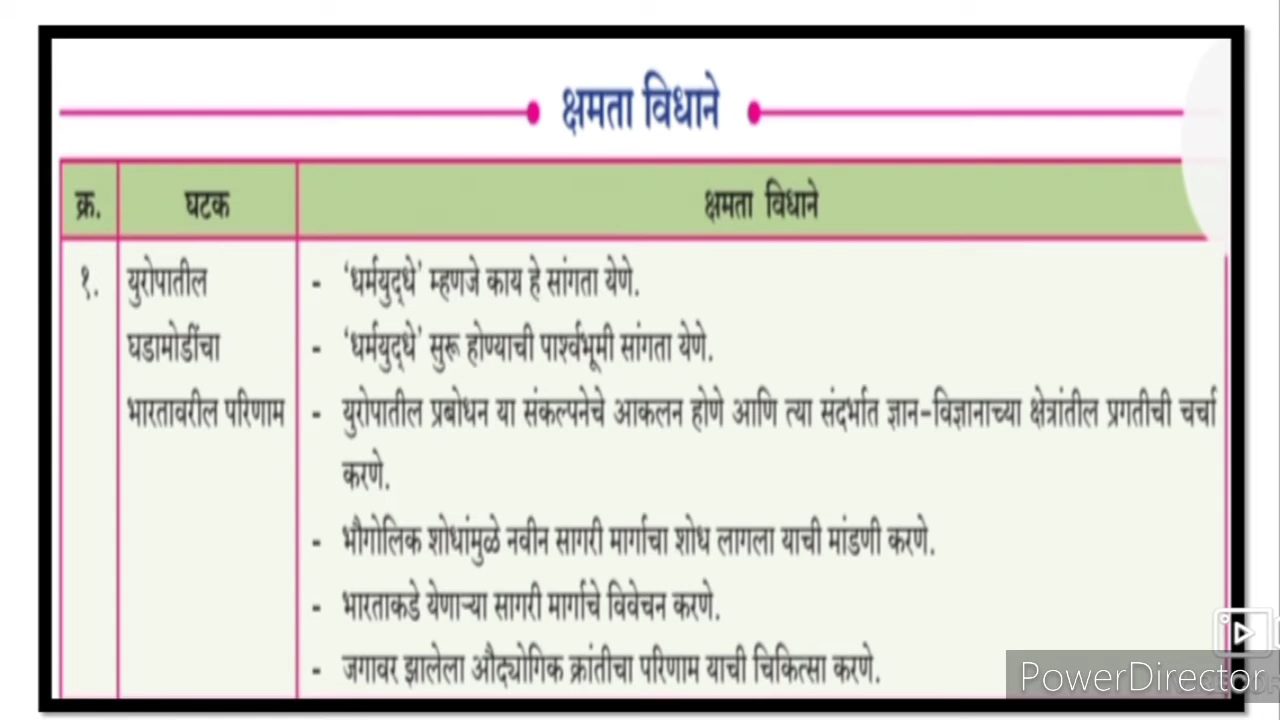 क्षमता विधाने
क्र. घटक क्षमता विधाने
१. युरोपातील - 'धर्मयुद्धे' म्हणजे काय हे सांगता येणे.
घडामोडींचा - 'धर्मयुद्धे' सुरू होण्याची पार्श्वभूमी सांगता येणे.
भारतावरील परिणाम - युरोपातील प्रबोधन या संकल्पनेचे आकलन होणे आणि त्या संदर्भात ज्ञान-विज्ञानाच्या क्षेत्रांतील प्रगतीची चर्चा
करणे.
- भौगोलिक शोधांमुळे नवीन सागरी मार्गाचा शोध लागला याची मांडणी करणे.
- भारताकडे येणाऱ्या सागरी मार्गाचे विवेचन करणे.
- जगावर झालेला औद्योगिक क्रांतीचा परिणाम याची चिकित्सा करणे.
PowerDirector